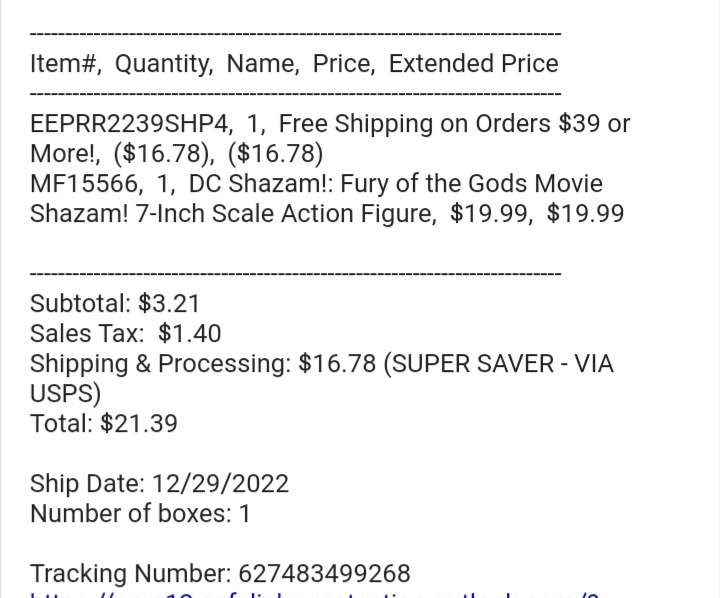 ----------------------------------------------------------------------------
Item#,  Quantity,  Name,  Price,  Extended Price
----------------------------------------------------------------------------
EEPRR2239SHP4,  1,  Free Shipping on Orders $39 or
More!,  ($16.78),  ($16.78)
MF15566,  1,  DC Shazam!: Fury of the Gods Movie
Shazam! 7-Inch Scale Action Figure,  $19.99,  $19.99
----------------------------------------------------------------------------
Subtotal: $3.21
Sales Tax:  $1.40
Shipping & Processing: $16.78 (SUPER SAVER - VIA
USPS)
Total: $21.39
Ship Date: 12/29/2022
Number of boxes: 1
Tracking Number: 627483499268